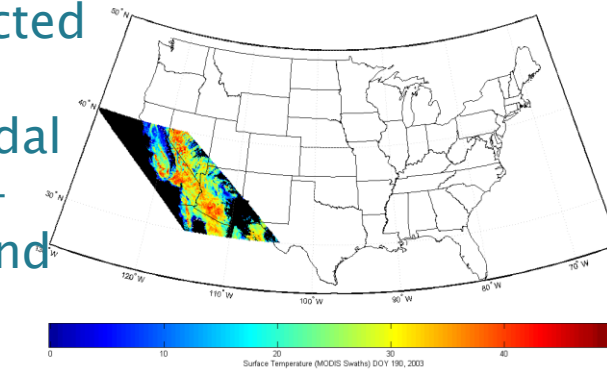 cted
dal
nd
50° N
40° N
30° N
120° W
110° W
100° W
90° W
80° W
70° W
0 10 20 30 40
Surface Temperature (MODIS Swaths) DOY 190, 2003